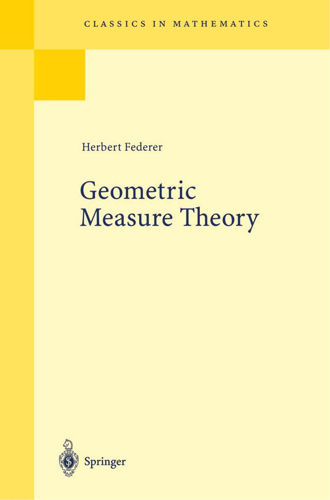 CLASSICS IN MATHEMATICS
Herbert Federer
Geometric
Measure Theory
Springer